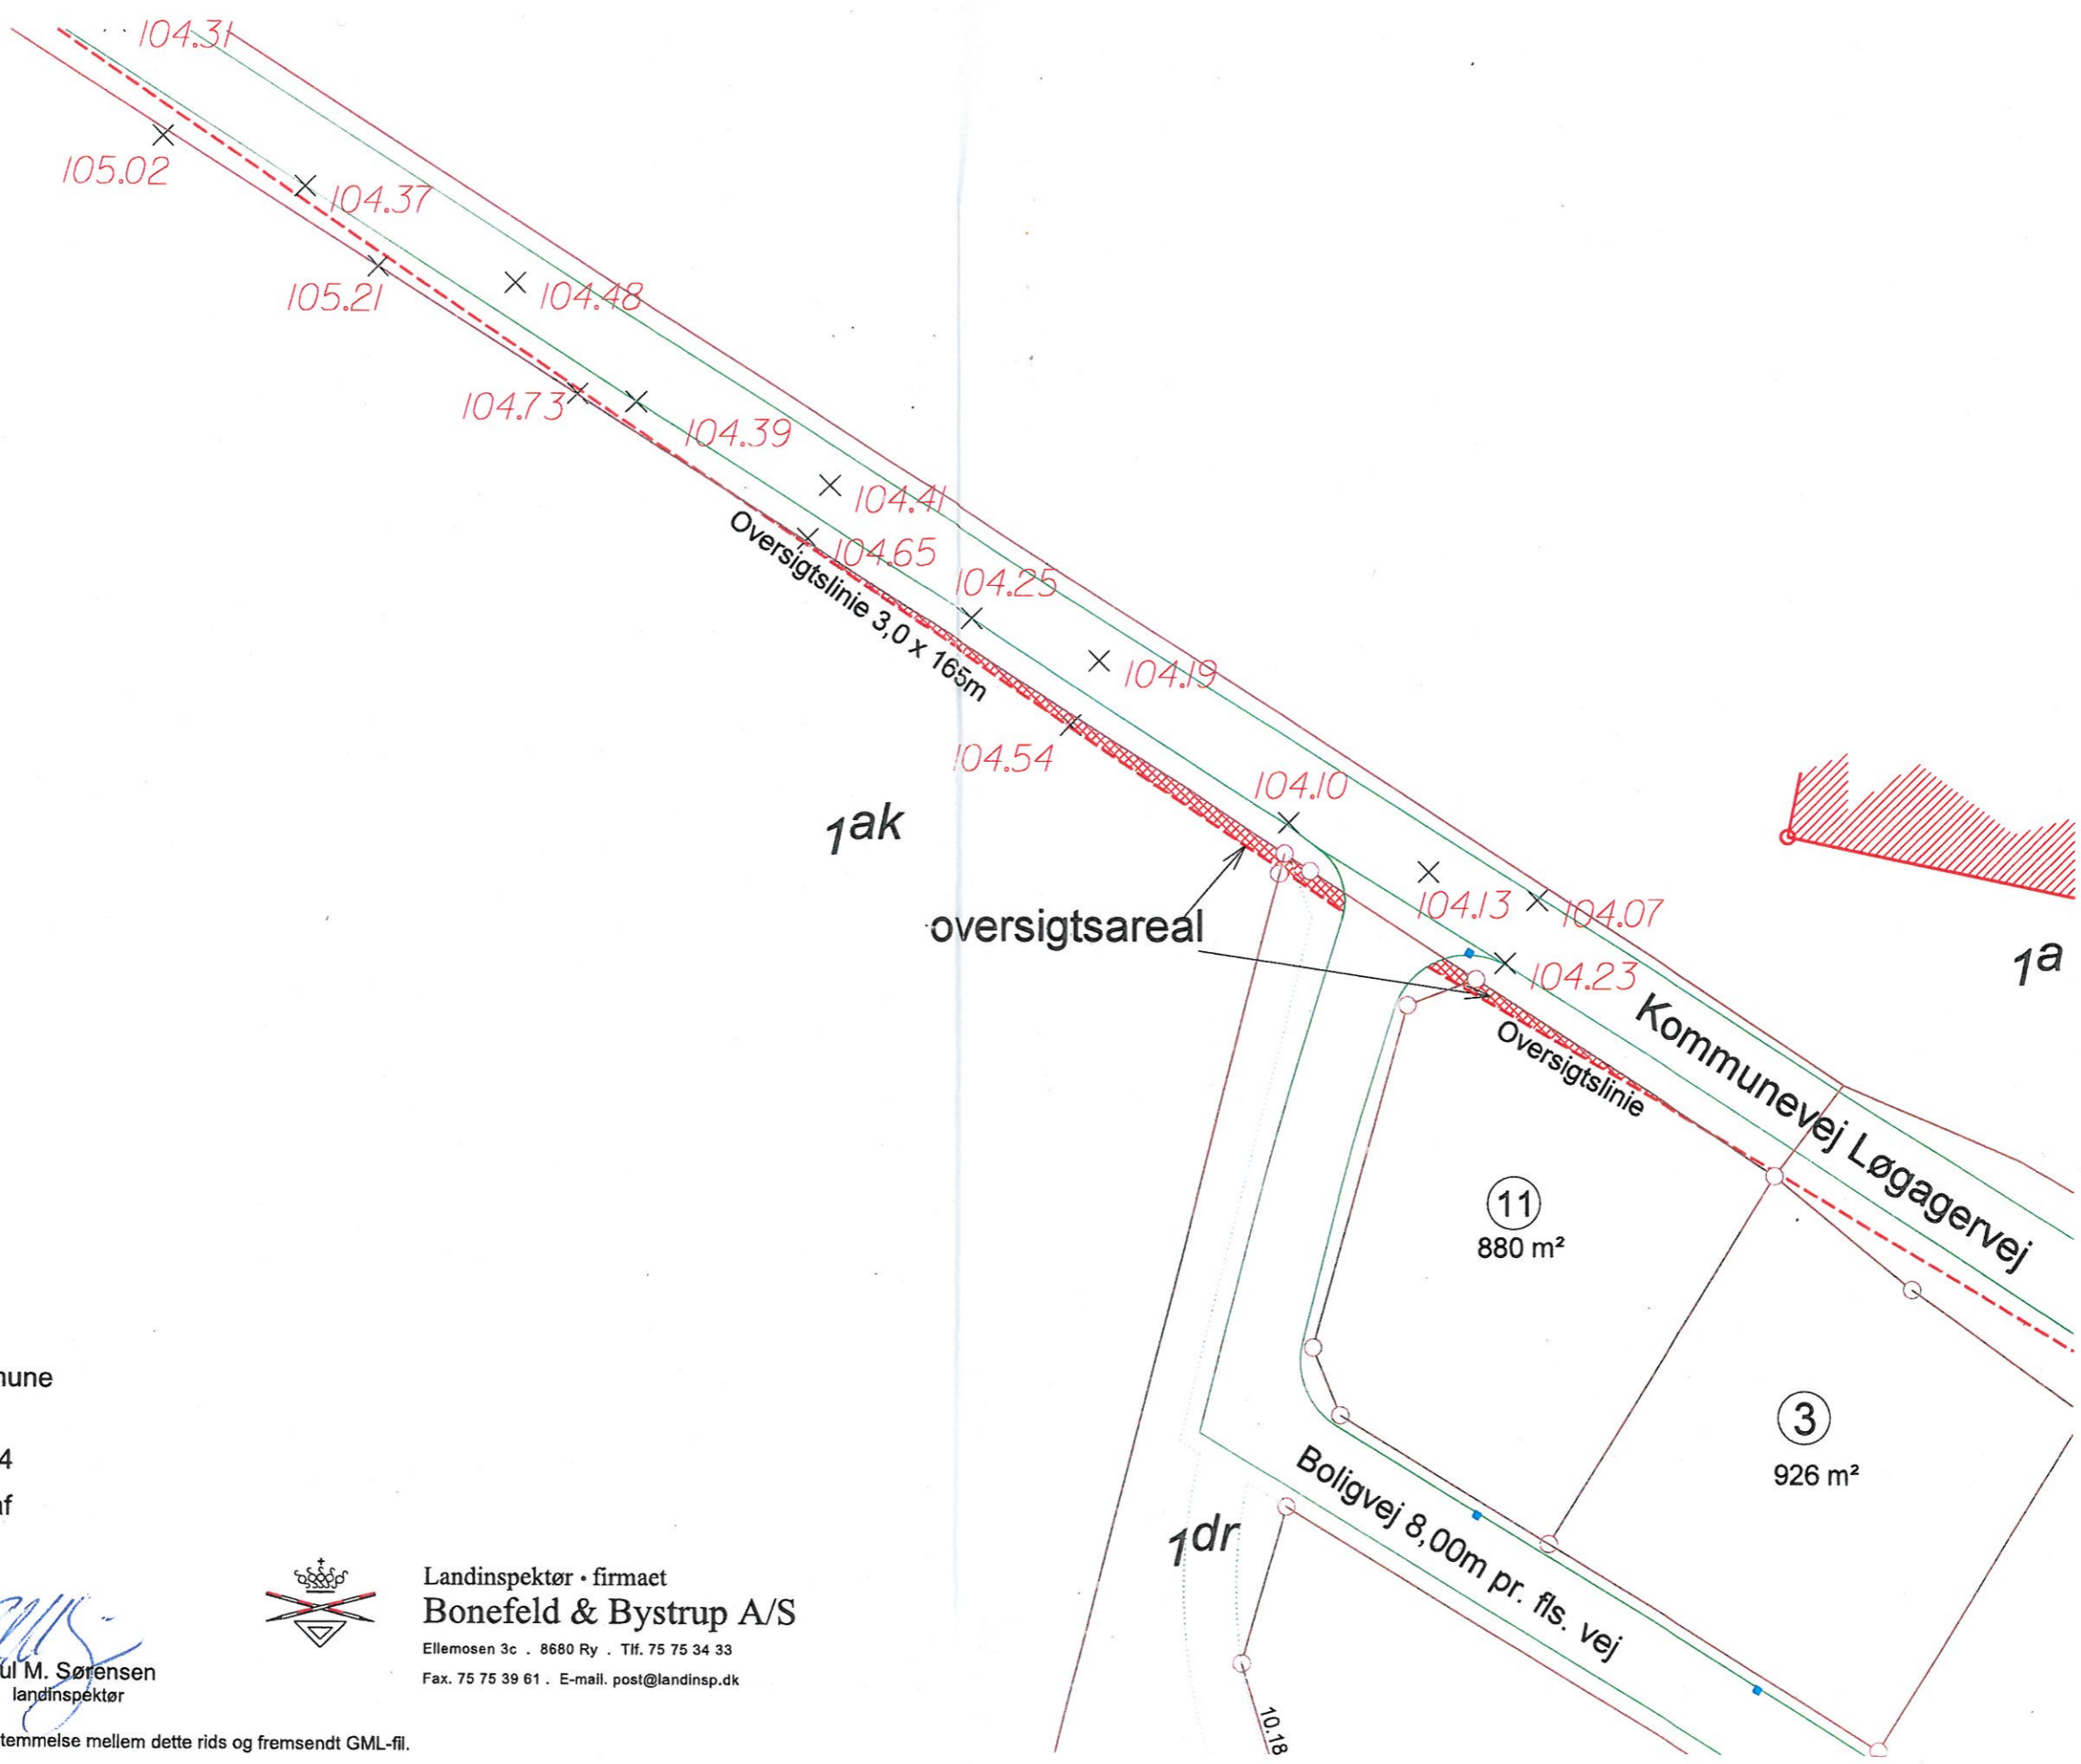 104.31
105.02
104.37
105.21
104.48
104.73
104.39
104.41
104.65
104.25
Oversigtslinie 3,0 x 165m
104.19
104.54
104.10
1ak
104.13
104.07
oversigtsareal
1a
104.23
Kommunevej Løgagervej
Oversigtslinie
11
880 m²
3
926 m²
Boligvej 8,00m pr. fls. vej
1dr
10.18
mune
4
af
Landinspektør · firmaet
Bonefeld & Bystrup A/S
Ellemosen 3c . 8680 Ry . Tlf. 75 75 34 33
Fax. 75 75 39 61 . E-mail. post@landinsp.dk
ul M. Sørensen
landinspektør
temmelse mellem dette rids og fremsendt GML-fil.